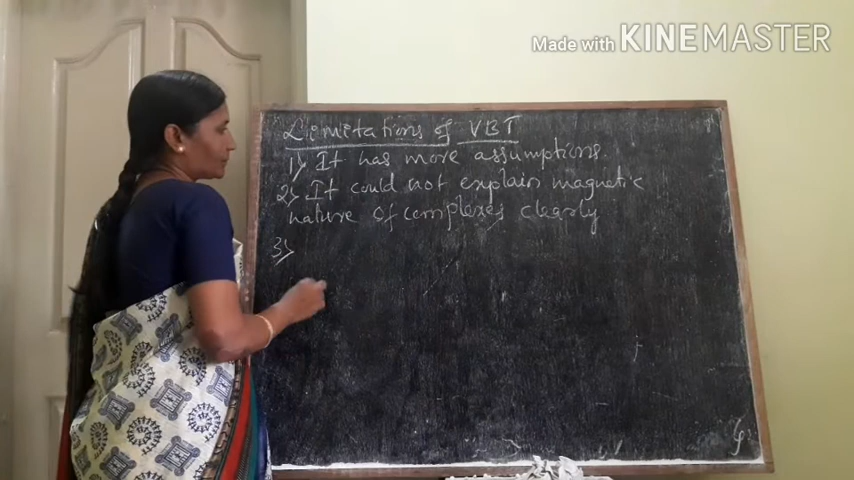 Made with KINEMASTER
Limitations of VBT
1) It has more assumptions.
2) It could not explain magnetic
nature of complexes clearly
3)